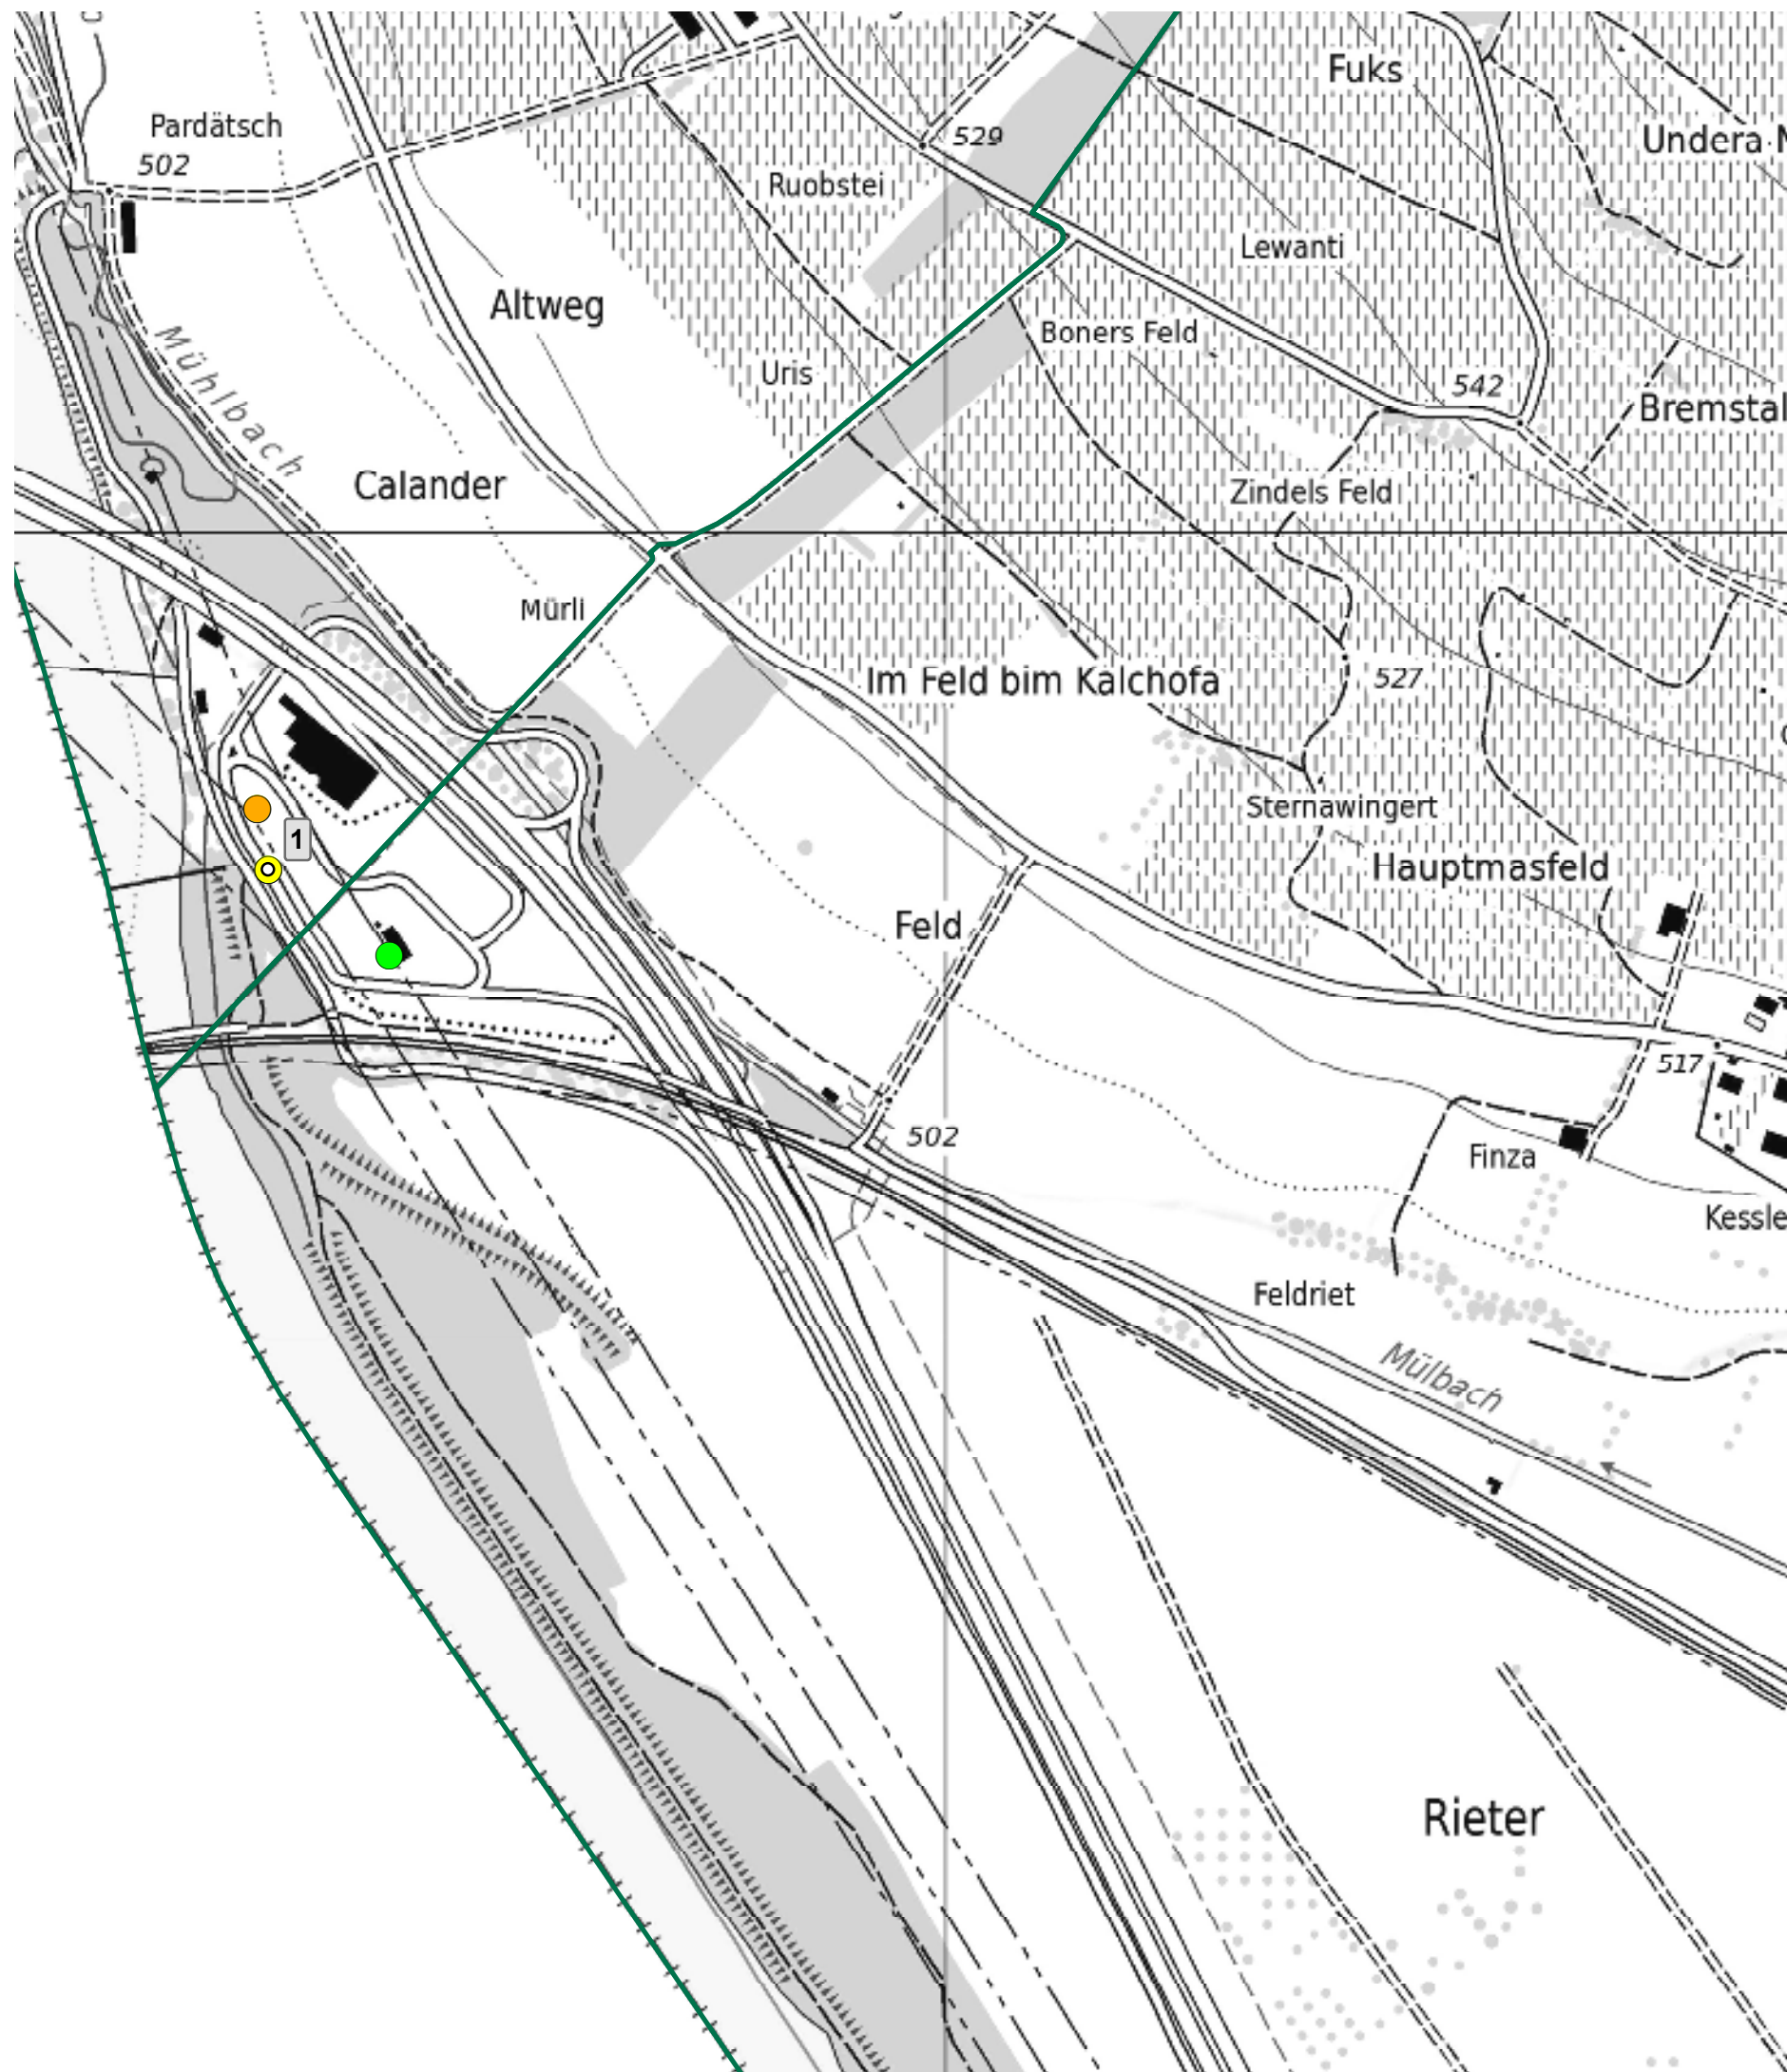 Fuks
Pardätsch
529
Undera
502
Ruobstei
Lewanti
Altweg
Boners Feld
Mühlbach
Uris
542
Bremstal
Calander
Zindels Feld
Mürli
Im Feld bim Kalchofa
527
Sternawingert
1
Hauptmasfeld
Feld
517
502
Finza
Kessle
Feldriet
Mülbach
Rieter